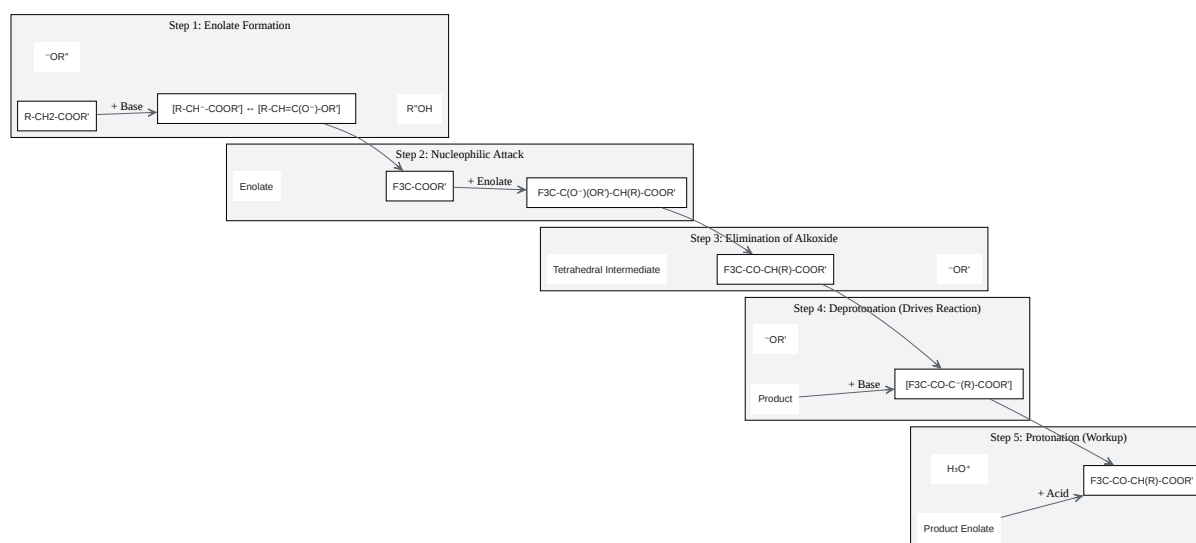 Step 1: Enolate Formation
⁻OR"
R-CH2-COOR'
+ Base
[R-CH⁻-COOR'] ↔ [R-CH=C(O⁻)-OR']
R"OH
Step 2: Nucleophilic Attack
Enolate
F3C-COOR'
+ Enolate
F3C-C(O⁻)(OR')-CH(R)-COOR'
Step 3: Elimination of Alkoxide
Tetrahedral Intermediate
F3C-CO-CH(R)-COOR'
⁻OR'
Step 4: Deprotonation (Drives Reaction)
⁻OR'
Product
+ Base
[F3C-CO-C⁻(R)-COOR']
Step 5: Protonation (Workup)
H₃O⁺
Product Enolate
+ Acid
F3C-CO-CH(R)-COOR'